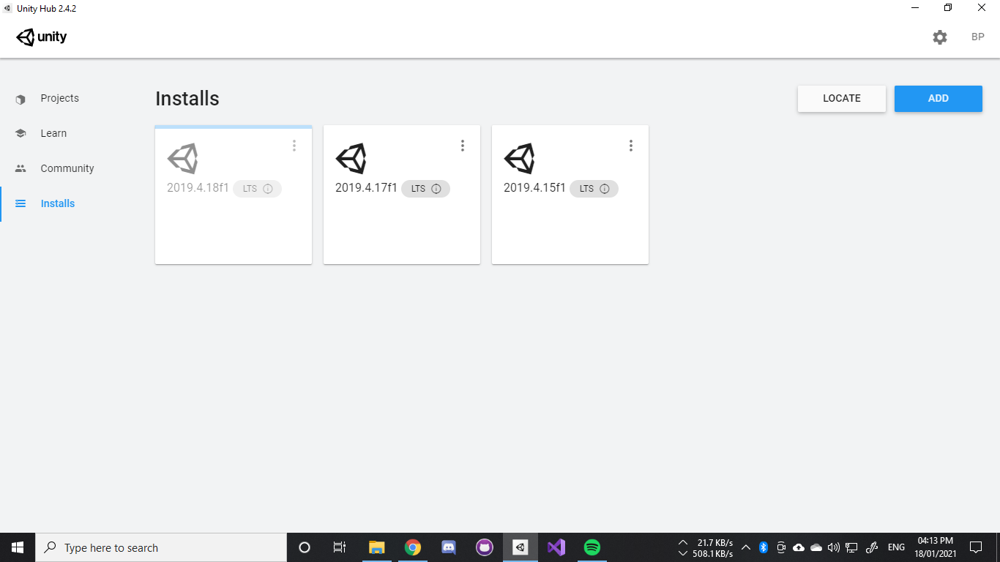 Unity Hub 2.4.2
unity
BP
Projects
Learn
Community
Installs
Installs
LOCATE
ADD
2019.4.18f1 LTS
2019.4.17f1 LTS
2019.4.15f1 LTS
Type here to search
21.7 KB/s
508.1KB/s
ENG
04:13 PM
18/01/2021